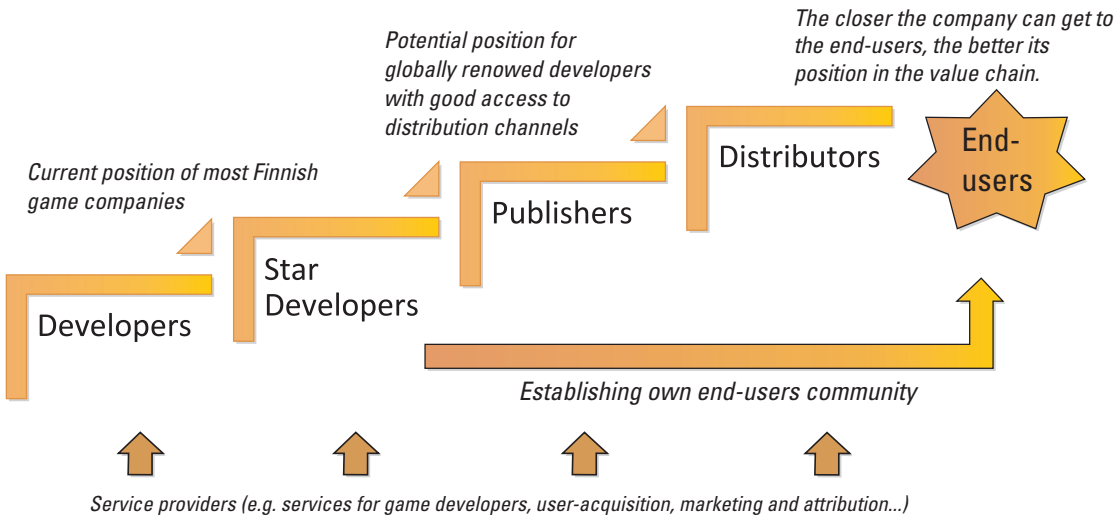 The closer the company can get to
the end-users, the better its
position in the value chain.
Potential position for
globally renowed developers
with good access to
distribution channels
Current position of most Finnish
game companies
End-
users
Distributors
Publishers
Star
Developers
Developers
Establishing own end-users community
Service providers (e.g. services for game developers, user-acquisition, marketing and attribution...)